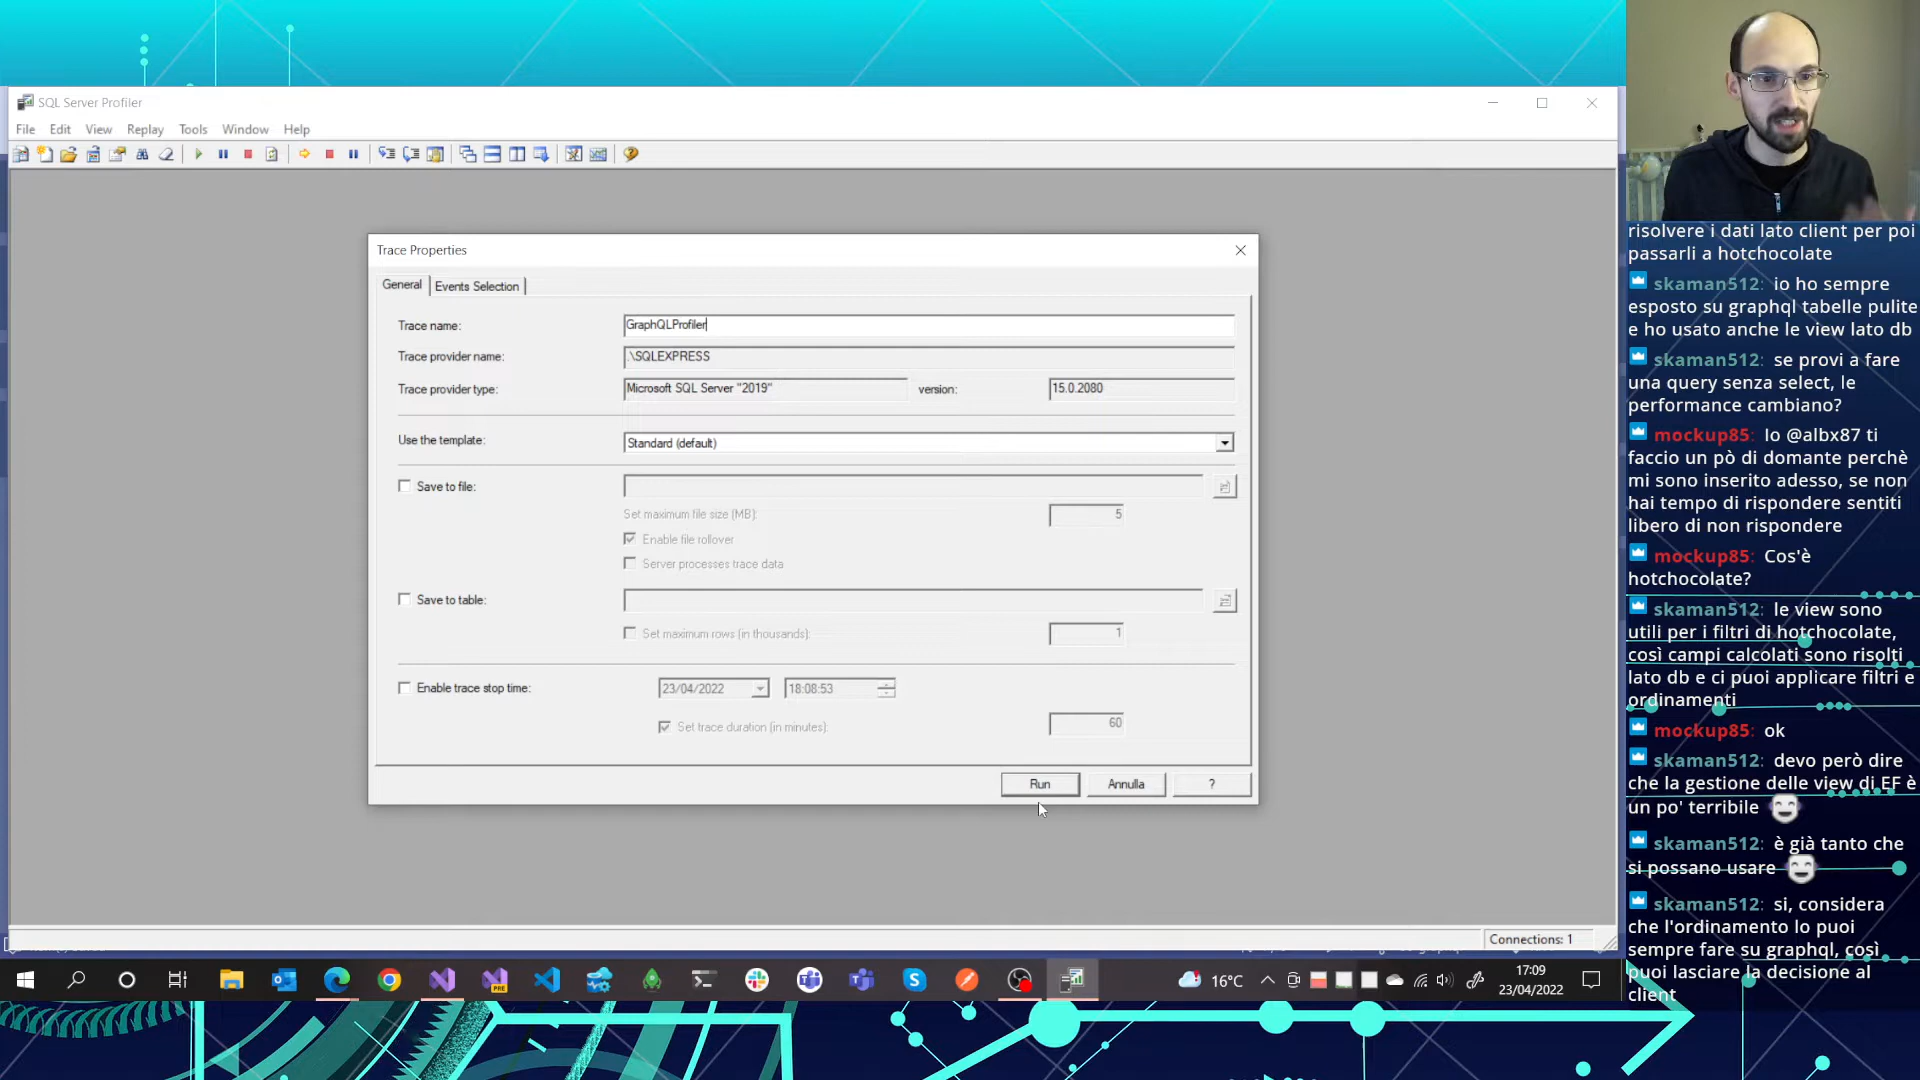 SQL Server Profiler
File Edit View Replay Tools Window Help
Trace Properties
General Events Selection
Trace name: GraphQLProfiler
Trace provider name: .\SQLEXPRESS
Trace provider type: Microsoft SQL Server "2019" version: 15.0.2080
Use the template: Standard (default)
Save to file:
Set maximum file size (MB): 5
Enable file rollover
Server processes trace data
Save to table:
Set maximum rows (in thousands): 1
Enable trace stop time: 23/04/2022 18:08:53
Set trace duration (in minutes): 60
Run Annulla ?
Connections: 1
PRE
16°C
17:09
23/04/2022
risolvere i dati lato client per poi
passarli a hotchocolate
skaman512: io ho sempre
esposto su graphql tabelle pulite
e ho usato anche le view lato db
skaman512: se provi a fare
una query senza select, le
performance cambiano?
mockup85: Io @albx87 ti
faccio un pò di domante perchè
mi sono inserito adesso, se non
hai tempo di rispondere sentiti
libero di non rispondere
mockup85: Cos'è
hotchocolate?
skaman512: le view sono
utili per i filtri di hotchocolate,
così campi calcolati sono risolti
lato db e ci puoi applicare filtri e
ordinamenti
mockup85: ok
skaman512: devo però dire
che la gestione delle view di EF è
un po' terribile
skaman512: è già tanto che
si possano usare
skaman512: si, considera
che l'ordinamento lo puoi
sempre fare su graphql, così
puoi lasciare la decisione al
client